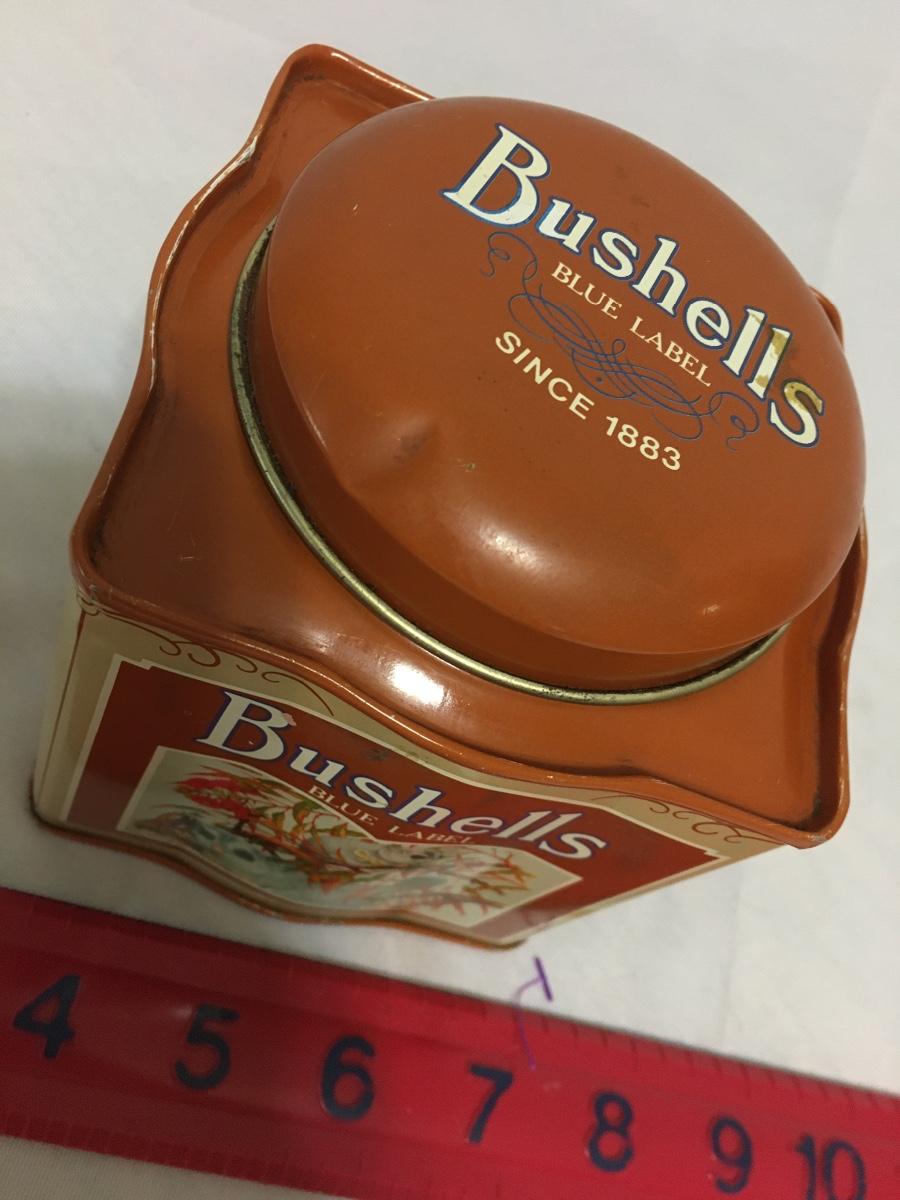 Bushells
BLUE LABEL
SINCE 1883
Bushells
BLUE LABEL
4 5 6 7 8 9 10